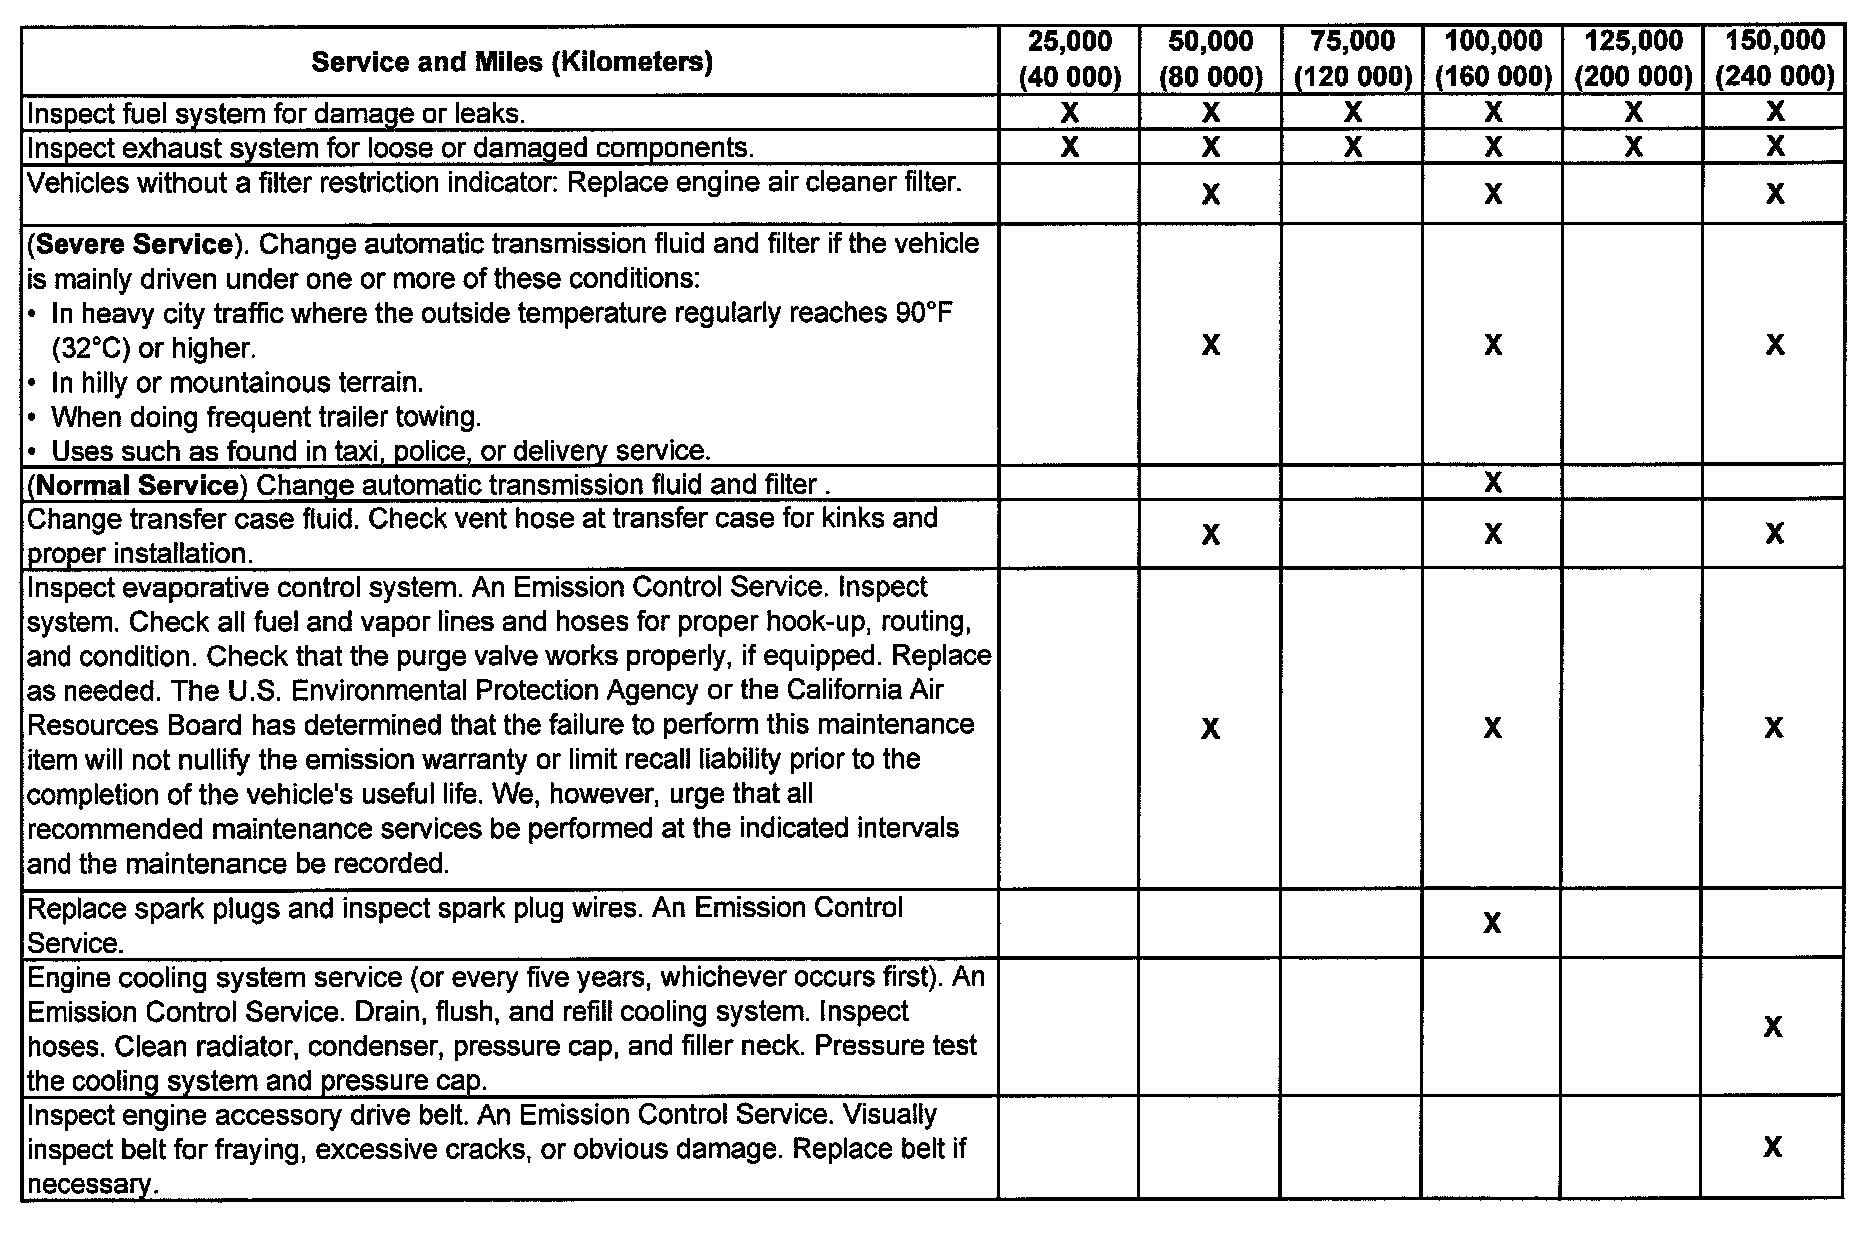 Service and Miles (Kilometers) 25,000 50,000 75,000 100,000 125,000 150,000
(40 000) (80 000) (120 000) (160 000) (200 000) (240 000)
Inspect fuel system for damage or leaks. X X X X X X
Inspect exhaust system for loose or damaged components. X X X X X X
Vehicles without a filter restriction indicator: Replace engine air cleaner filter. X X X
(Severe Service). Change automatic transmission fluid and filter if the vehicle
is mainly driven under one or more of these conditions:
• In heavy city traffic where the outside temperature regularly reaches 90°F
(32°C) or higher. X X X
• In hilly or mountainous terrain.
• When doing frequent trailer towing.
• Uses such as found in taxi, police, or delivery service.
(Normal Service) Change automatic transmission fluid and filter . X
Change transfer case fluid. Check vent hose at transfer case for kinks and
proper installation. X X X
Inspect evaporative control system. An Emission Control Service. Inspect
system. Check all fuel and vapor lines and hoses for proper hook-up, routing,
and condition. Check that the purge valve works properly, if equipped. Replace
as needed. The U.S. Environmental Protection Agency or the California Air
Resources Board has determined that the failure to perform this maintenance X X X
item will not nullify the emission warranty or limit recall liability prior to the
completion of the vehicle's useful life. We, however, urge that all
recommended maintenance services be performed at the indicated intervals
and the maintenance be recorded.
Replace spark plugs and inspect spark plug wires. An Emission Control X
Service.
Engine cooling system service (or every five years, whichever occurs first). An
Emission Control Service. Drain, flush, and refill cooling system. Inspect X
hoses. Clean radiator, condenser, pressure cap, and filler neck. Pressure test
the cooling system and pressure cap.
Inspect engine accessory drive belt. An Emission Control Service. Visually
inspect belt for fraying, excessive cracks, or obvious damage. Replace belt if X
necessary.